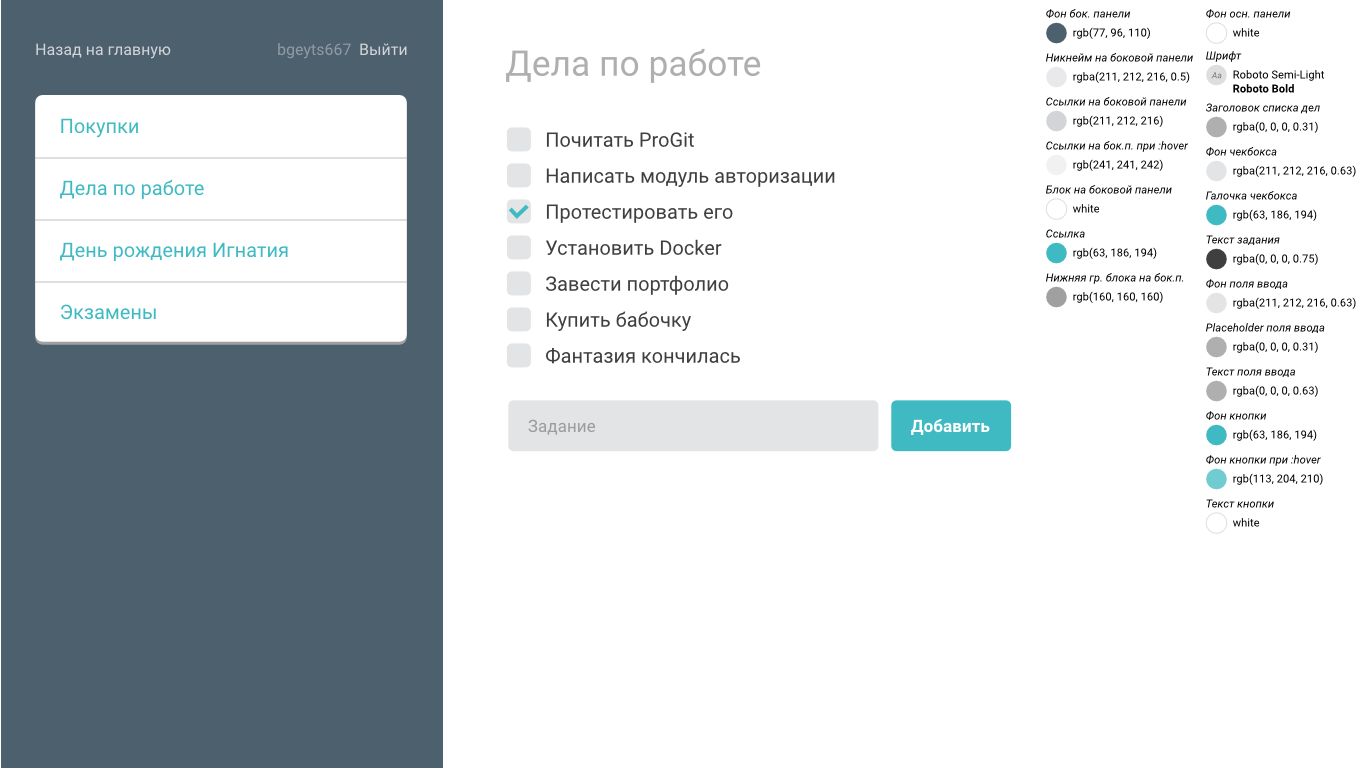 Назад на главную
bgeyts667 Выйти
Покупки
Дела по работе
День рождения Игнатия
Экзамены
Дела по работе
Почитать ProGit
Написать модуль авторизации
Протестировать его
Установить Docker
Завести портфолио
Купить бабочку
Фантазия кончилась
Задание
Добавить
Фон бок. панели
rgb(77, 96, 110)
Никнейм на боковой панели
rgba(211, 212, 216, 0.5)
Ссылки на боковой панели
rgb(211, 212, 216)
Ссылки на бок.п. при :hover
rgb(241, 241, 242)
Блок на боковой панели
white
Ссылка
rgb(63, 186, 194)
Нижняя гр. блока на бок.п.
rgb(160, 160, 160)
Фон осн. панели
white
Шрифт
Aa
Roboto Semi-Light
Roboto Bold
Заголовок списка дел
rgba(0, 0, 0, 0.31)
Фон чекбокса
rgba(211, 212, 216, 0.63)
Галочка чекбокса
rgb(63, 186, 194)
Текст задания
rgba(0, 0, 0, 0.75)
Фон поля ввода
rgba(211, 212, 216, 0.63)
Placeholder поля ввода
rgba(0, 0, 0, 0.31)
Текст поля ввода
rgba(0, 0, 0, 0.63)
Фон кнопки
rgb(63, 186, 194)
Фон кнопки при :hover
rgb(113, 204, 210)
Текст кнопки
white